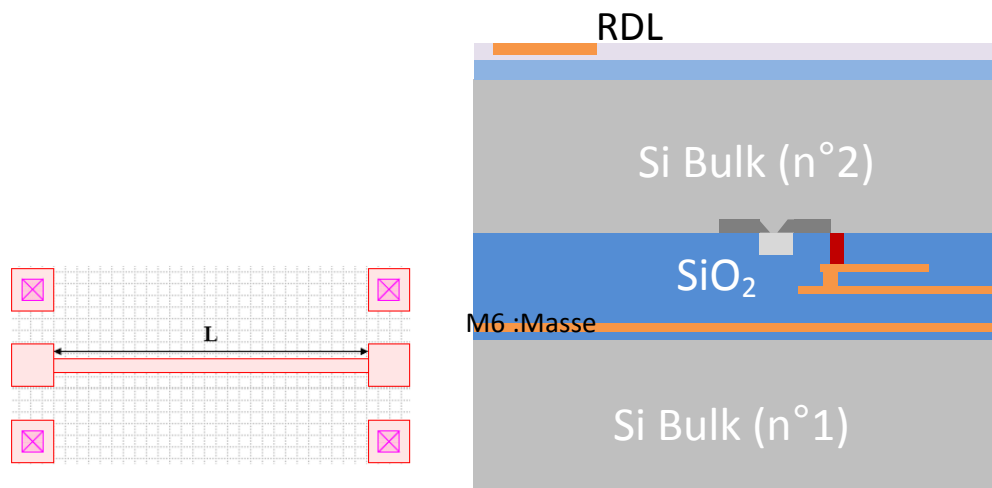 RDL
Si Bulk (n°2)
L
SiO₂
M6 :Masse
Si Bulk (n°1)